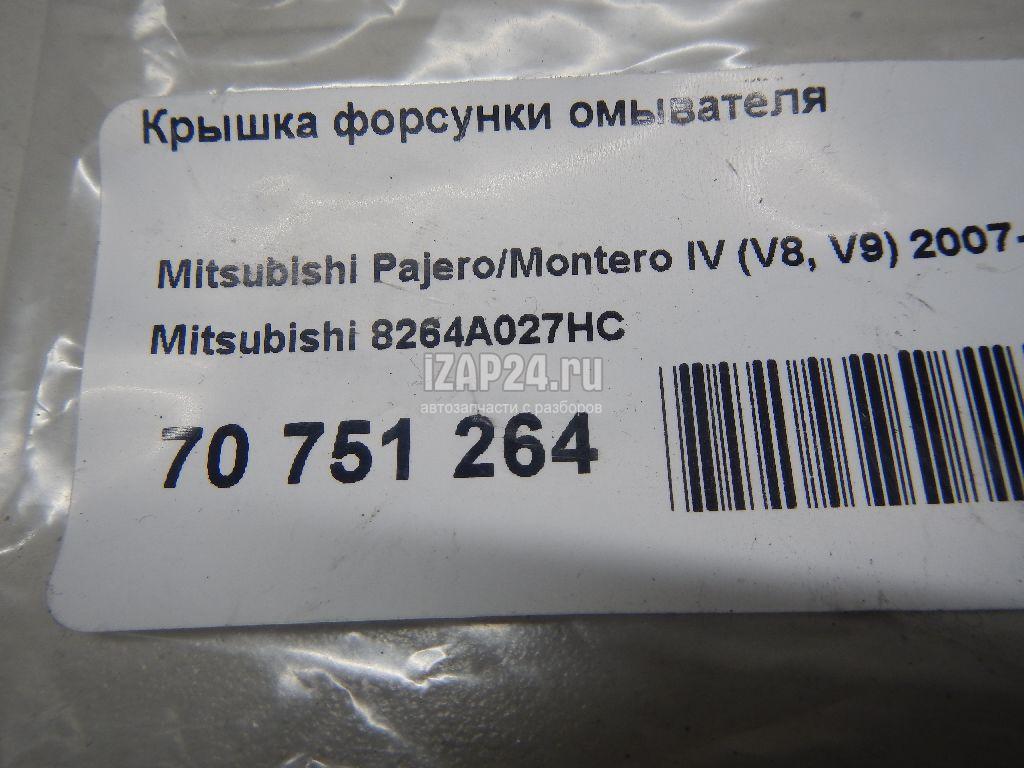 Крышка форсунки омывателя
Mitsubishi Pajero/Montero IV (V8, V9) 2007-
Mitsubishi 8264A027HC
iZAP24.ru
автозапчасти с разборов
70 751 264